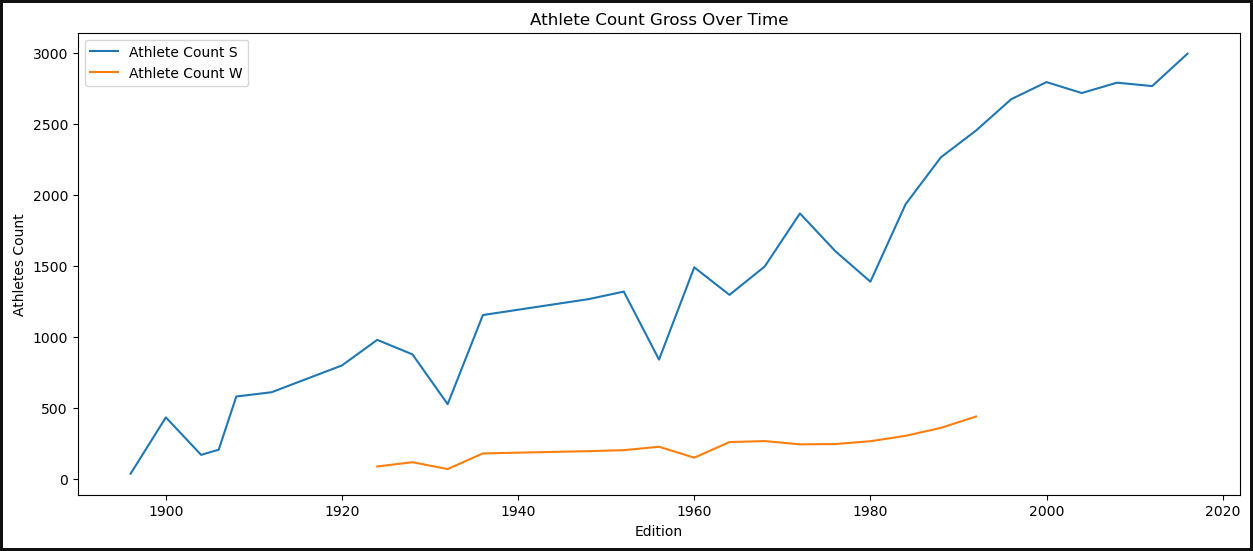 Athlete Count Gross Over Time
Athlete Count S
Athlete Count W
Athletes Count
3000
2500
2000
1500
1000
500
0
1900 1920 1940 1960 1980 2000 2020
Edition